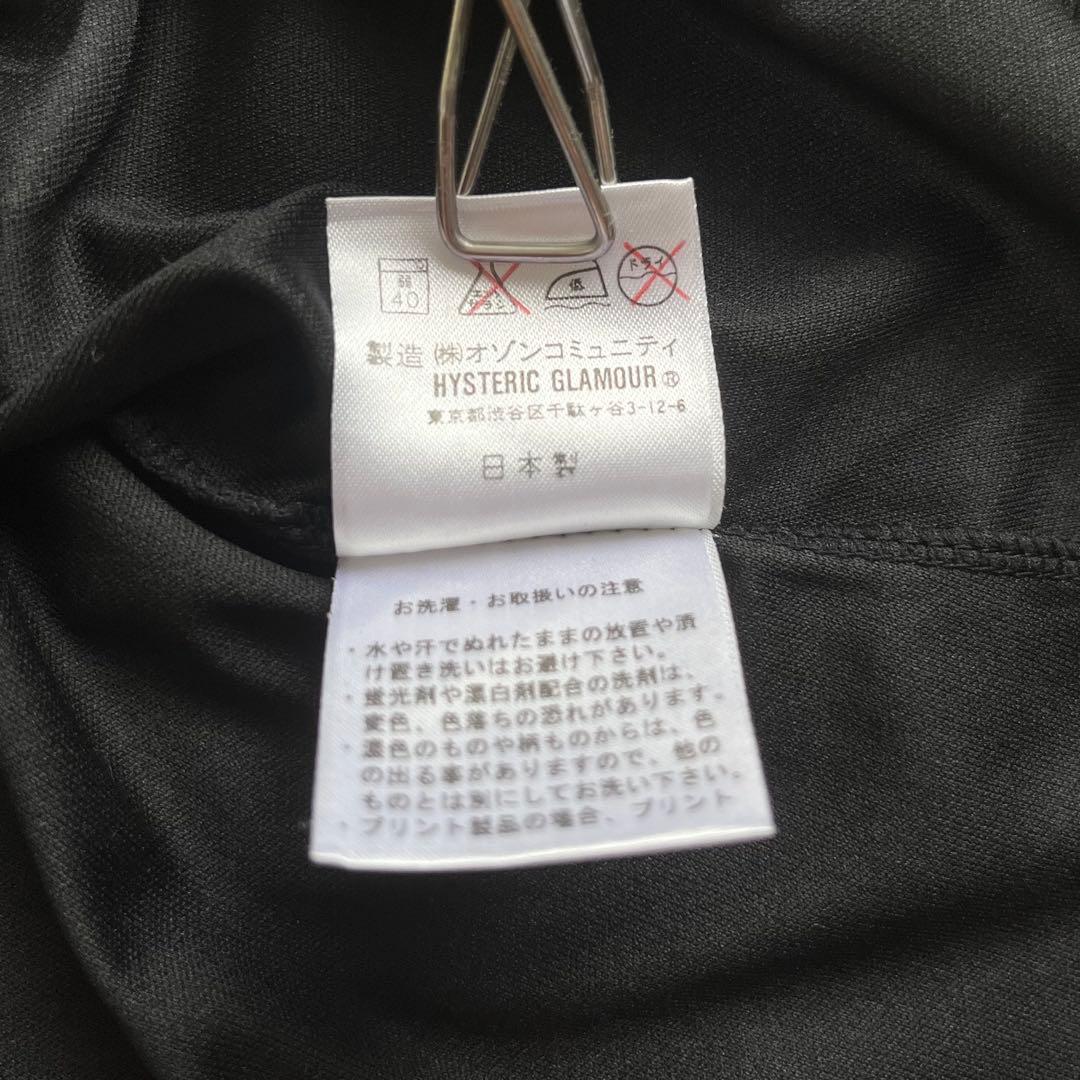 弱
40
エンソ
サラシ
低
ドライ
製造 (株)オゾンコミュニティ
HYSTERIC GLAMOUR®
東京都渋谷区千駄ヶ谷3-12-6
日本製
お洗濯・お取扱いの注意
・水や汗でぬれたままの放置や漬
け置き洗いはお避け下さい。
・蛍光剤や漂白剤配合の洗剤は、
変色、色落ちの恐れがあります。
・濃色のものや柄ものからは、色
の出る事がありますので、他の
ものとは別にしてお洗い下さい。
・プリント製品の場合、プリント